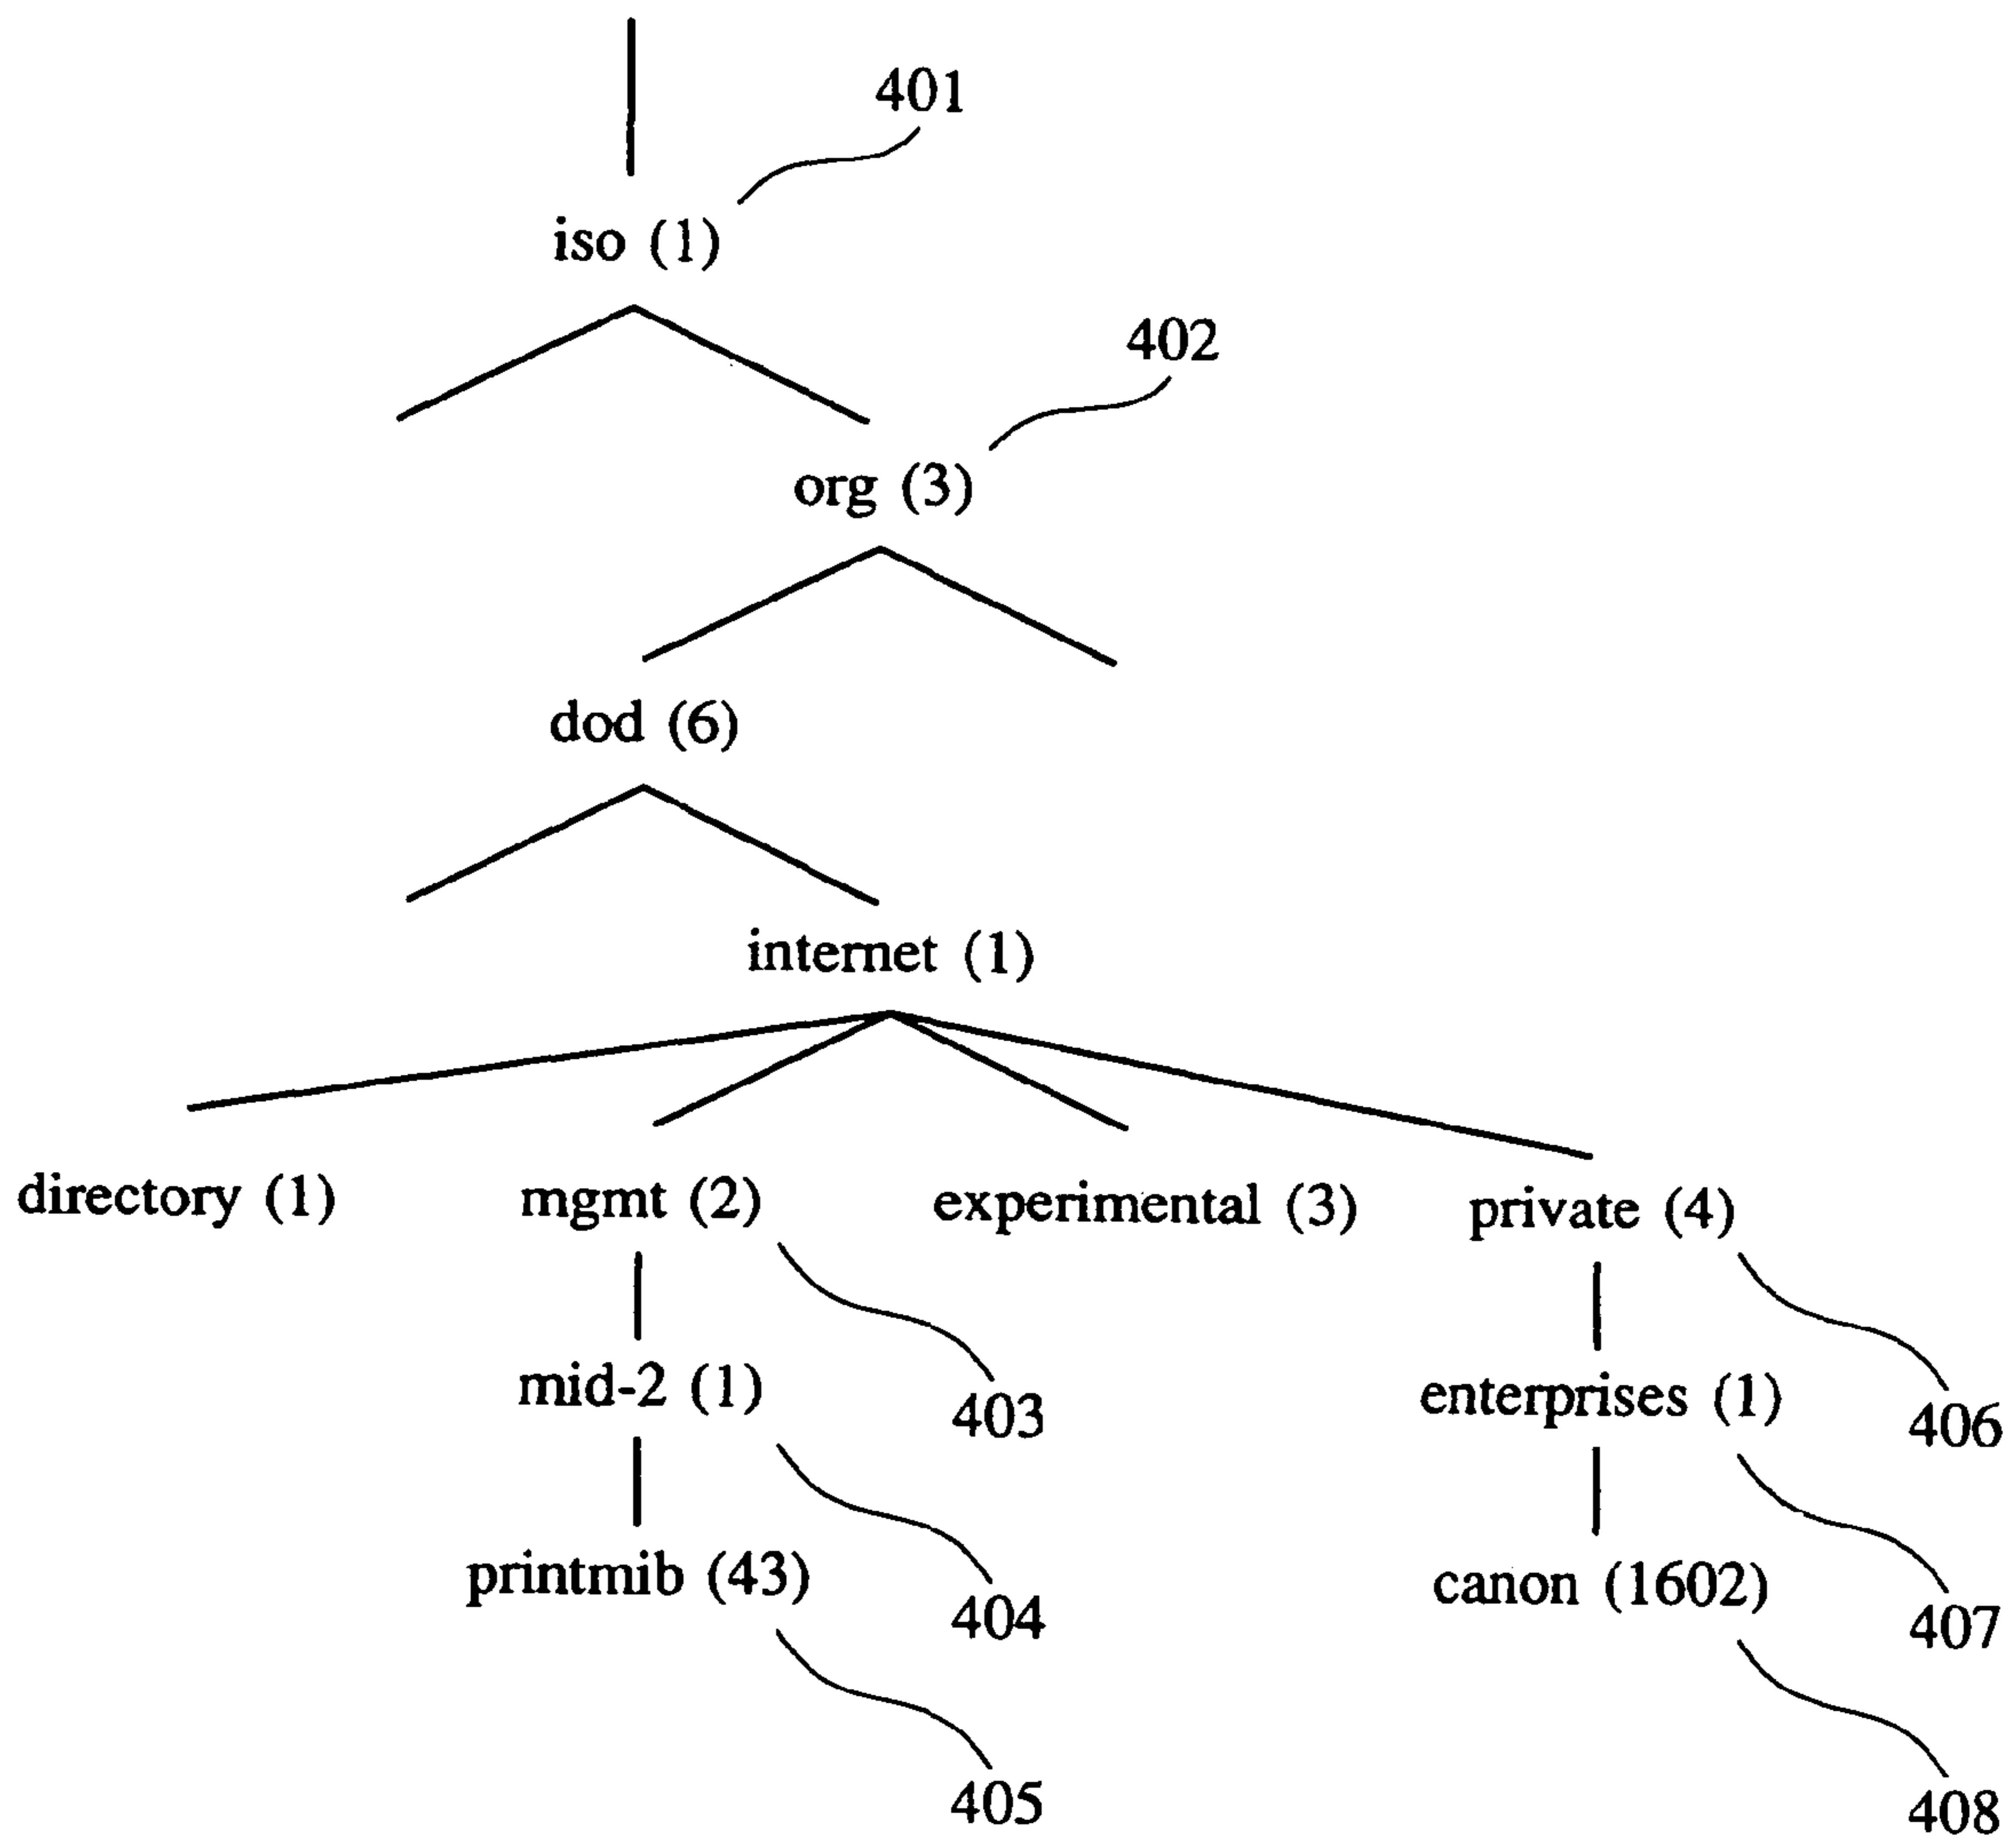 401
iso (1)
402
org (3)
dod (6)
internet (1)
directory (1) mgmt (2) experimental (3) private (4)
mid-2 (1) 403 enterprises (1) 406
printmib (43) 404 canon (1602) 407
405 408